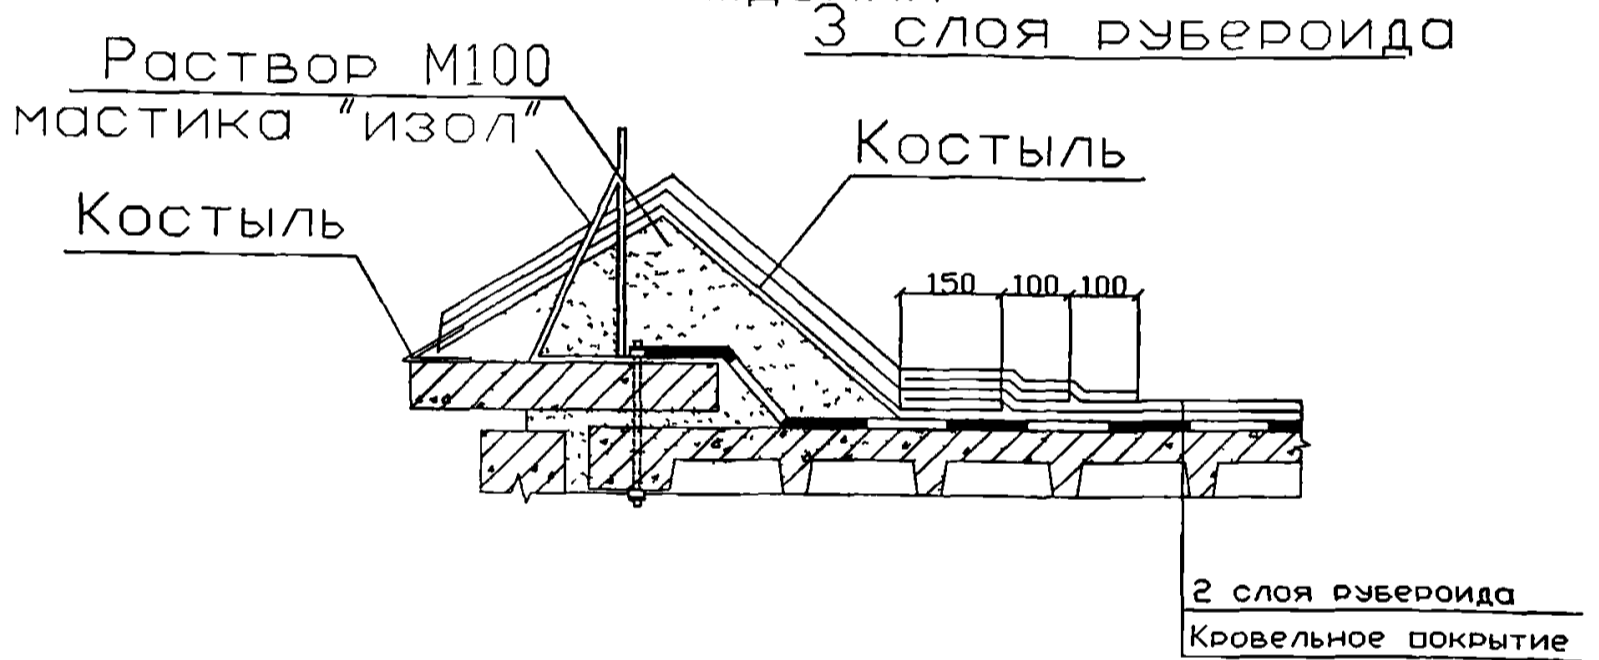 3 слоя рубероида
Раствор М100
мастика "изол"
Костыль
Костыль
150 100 100
2 слоя рубероида
Кровельное покрытие